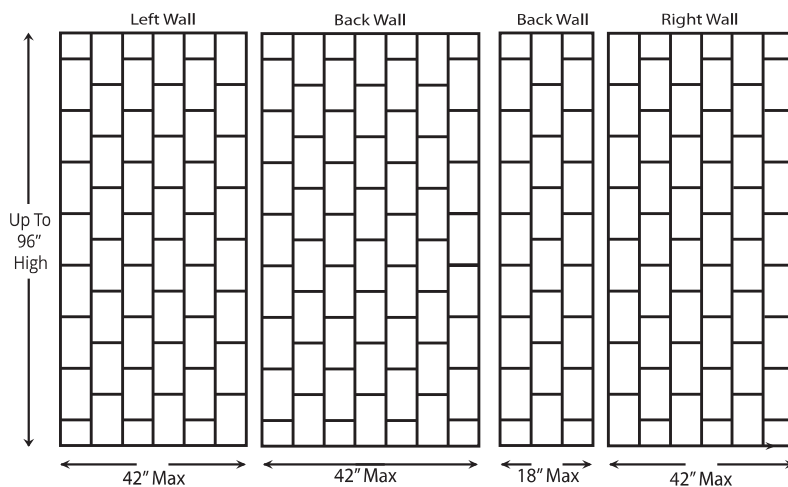 Left Wall
Back Wall
Back Wall
Right Wall
Up To
96”
High
42” Max
42” Max
18” Max
42” Max